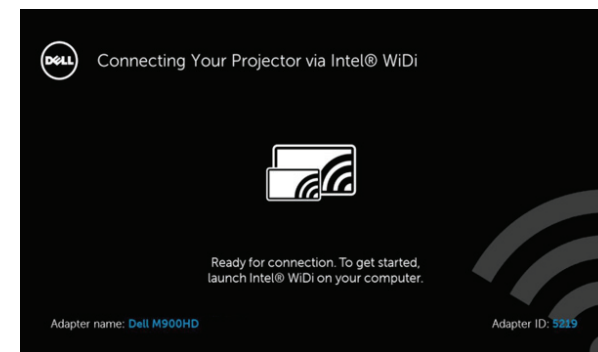 DELL
Connecting Your Projector via Intel® WiDi
Ready for connection. To get started,
launch Intel® WiDi on your computer.
Adapter name: Dell M900HD
Adapter ID: 5219